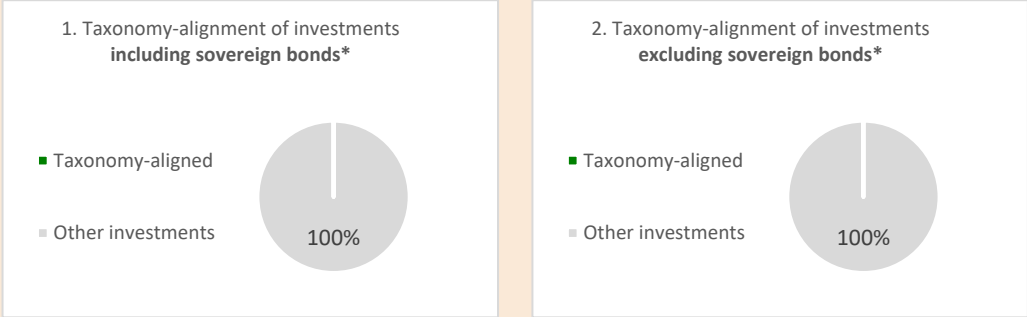 1. Taxonomy-alignment of investments
including sovereign bonds*
Taxonomy-aligned
Other investments
100%
2. Taxonomy-alignment of investments
excluding sovereign bonds*
Taxonomy-aligned
Other investments
100%